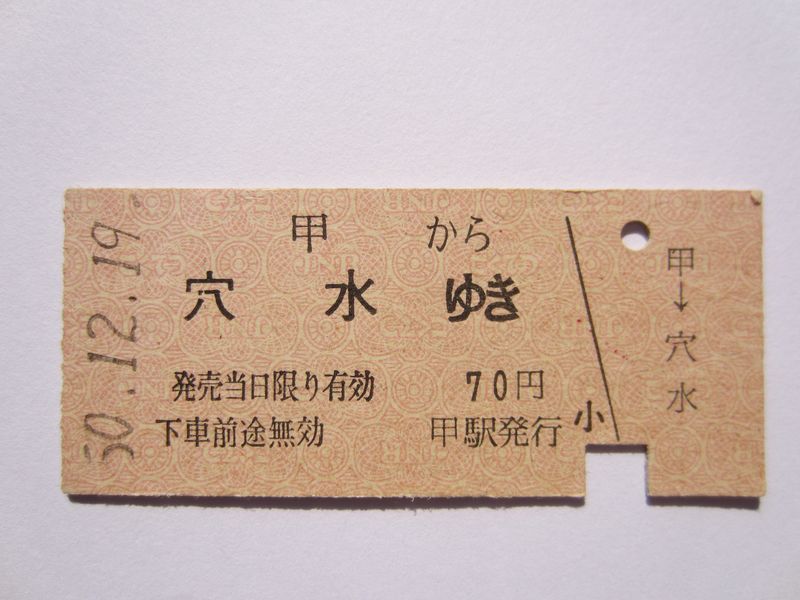 50.12.19.
甲 から
穴水 ゆき
発売当日限り有効 70円
下車前途無効 甲駅発行
小
甲→穴水